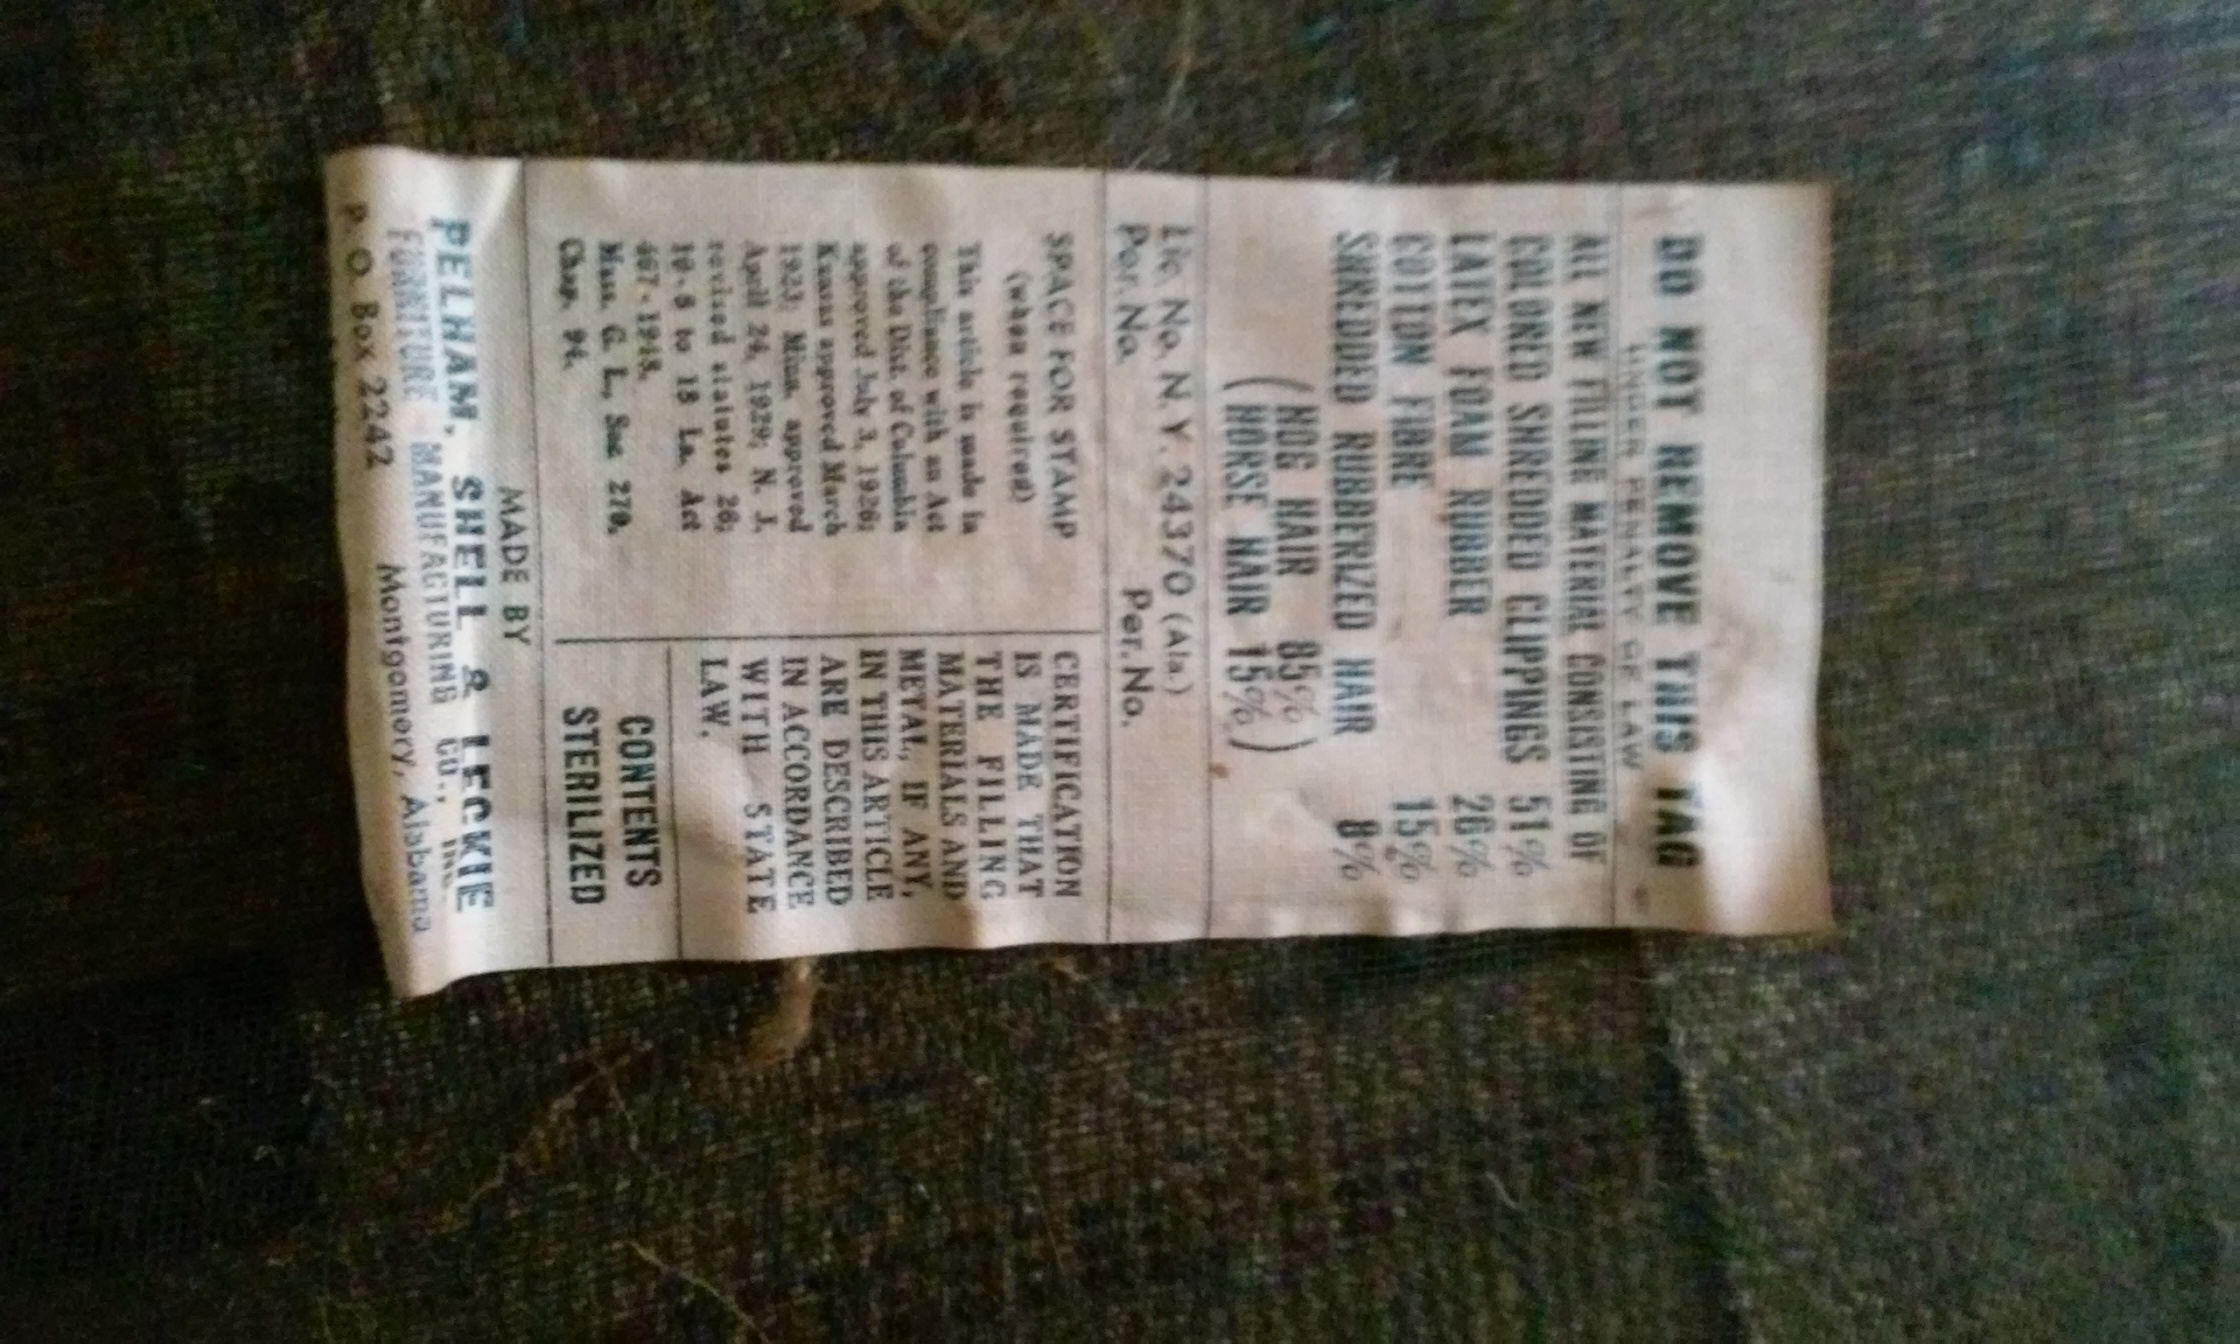 DO NOT REMOVE THIS TAG
UNDER PENALTY OF LAW
ALL NEW FILLING MATERIAL CONSISTING OF
COLORED SHREDDED CLIPPINGS 51%
LATEX FOAM RUBBER 26%
COTTON FIBRE 15%
SHREDDED RUBBERIZED HAIR 8%
(HOG HAIR 85%)
(HORSE HAIR 15%)
Lic. No. N. Y. 24370 (Ala.)
Per. No. Per. No.
SPACE FOR STAMP
(when required)
This article is made in
compliance with an Act
of the Dist. of Columbia
approved July 3, 1926;
Kansas approved March
1923; Minn. approved
April 24, 1929; N. J.
revised statutes 26;
10-6 to 18 La. Act
467-1948.
Mass. G. L., Sec 270,
Chap. 94.
CERTIFICATION
IS MADE THAT
THE FILLING
MATERIALS AND
METAL, IF ANY,
IN THIS ARTICLE
ARE DESCRIBED
IN ACCORDANCE
WITH STATE
LAW.
CONTENTS
STERILIZED
MADE BY
PELHAM, SHELL & LECKIE
FURNITURE MANUFACTURING CO., Inc.
P. O. Box 2242 Montgomery, Alabama